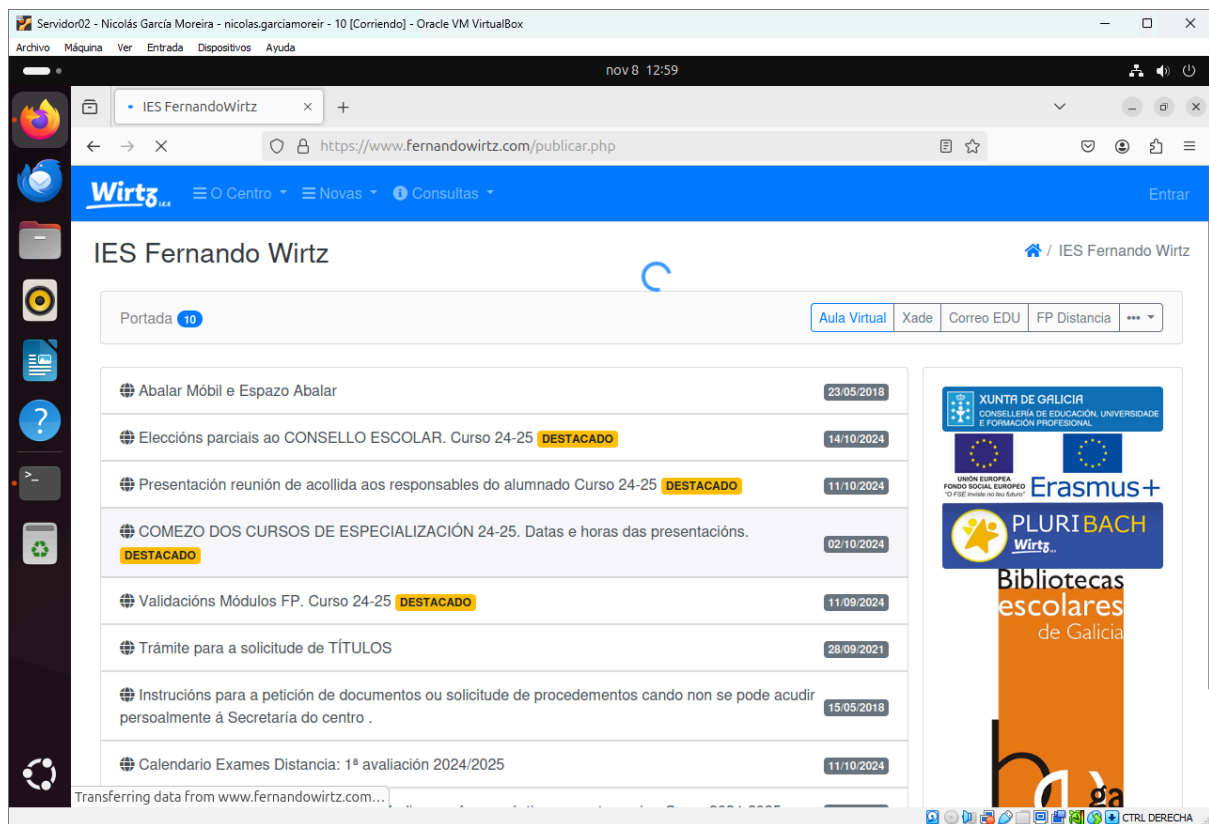 Servidor02 - Nicolás García Moreira - nicolas.garciamoreir - 10 [Corriendo] - Oracle VM VirtualBox
Archivo Máquina Ver Entrada Dispositivos Ayuda
nov 8 12:59
IES FernandoWirtz
https://www.fernandowirtz.com/publicar.php
Wirtz I.E.S O Centro Novas Consultas Entrar
IES Fernando Wirtz
/ IES Fernando Wirtz
Portada 10
Aula Virtual Xade Correo EDU FP Distancia
Abalar Móbil e Espazo Abalar 23/05/2018
Eleccións parciais ao CONSELLO ESCOLAR. Curso 24-25 DESTACADO 14/10/2024
Presentación reunión de acollida aos responsables do alumnado Curso 24-25 DESTACADO 11/10/2024
COMEZO DOS CURSOS DE ESPECIALIZACIÓN 24-25. Datas e horas das presentacións.
DESTACADO 02/10/2024
Validacións Módulos FP. Curso 24-25 DESTACADO 11/09/2024
Trámite para a solicitude de TÍTULOS 28/09/2021
Instrucións para a petición de documentos ou solicitude de procedementos cando non se pode acudir
persoalmente á Secretaría do centro . 15/05/2018
Calendario Exames Distancia: 1ª avaliación 2024/2025 11/10/2024
XUNTA DE GALICIA
CONSELLERÍA DE EDUCACIÓN, UNIVERSIDADE
E FORMACIÓN PROFESIONAL
UNIÓN EUROPEA
FONDO SOCIAL EUROPEO
"O FSE inviste no teu futuro"
Erasmus+
PLURIBACH
Wirtz
Bibliotecas
escolares
de Galicia
ga
Transferring data from www.fernandowirtz.com...
CTRL DERECHA